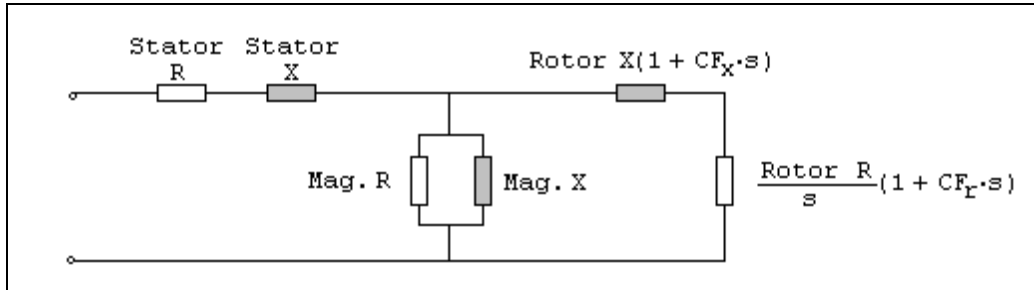 Stator Stator
R X
Rotor X(1 + CFx·s)
Mag. R
Mag. X
Rotor R
s
(1 + CFr·s)